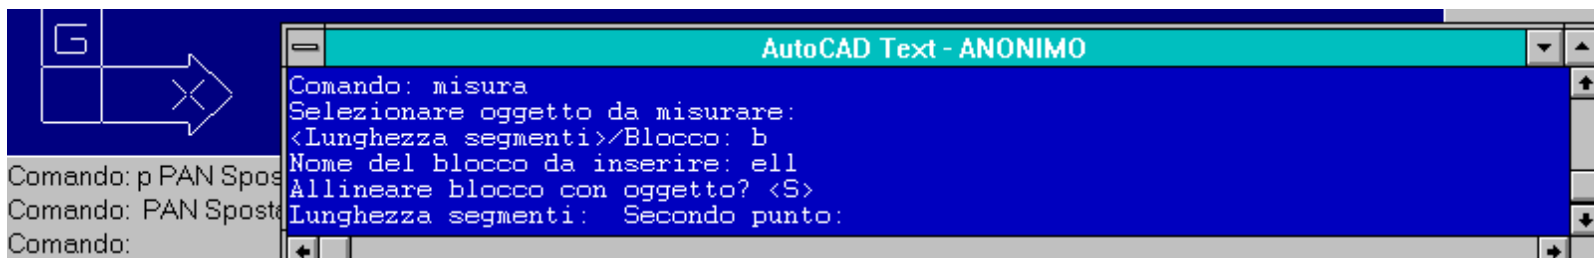 G
X
AutoCAD Text - ANONIMO
Comando: misura
Selezionare oggetto da misurare:
<Lunghezza segmenti>/Blocco: b
Nome del blocco da inserire: ell
Allineare blocco con oggetto? <S>
Lunghezza segmenti:  Secondo punto:
Comando: p PAN Spos
Comando: PAN Sposta
Comando: